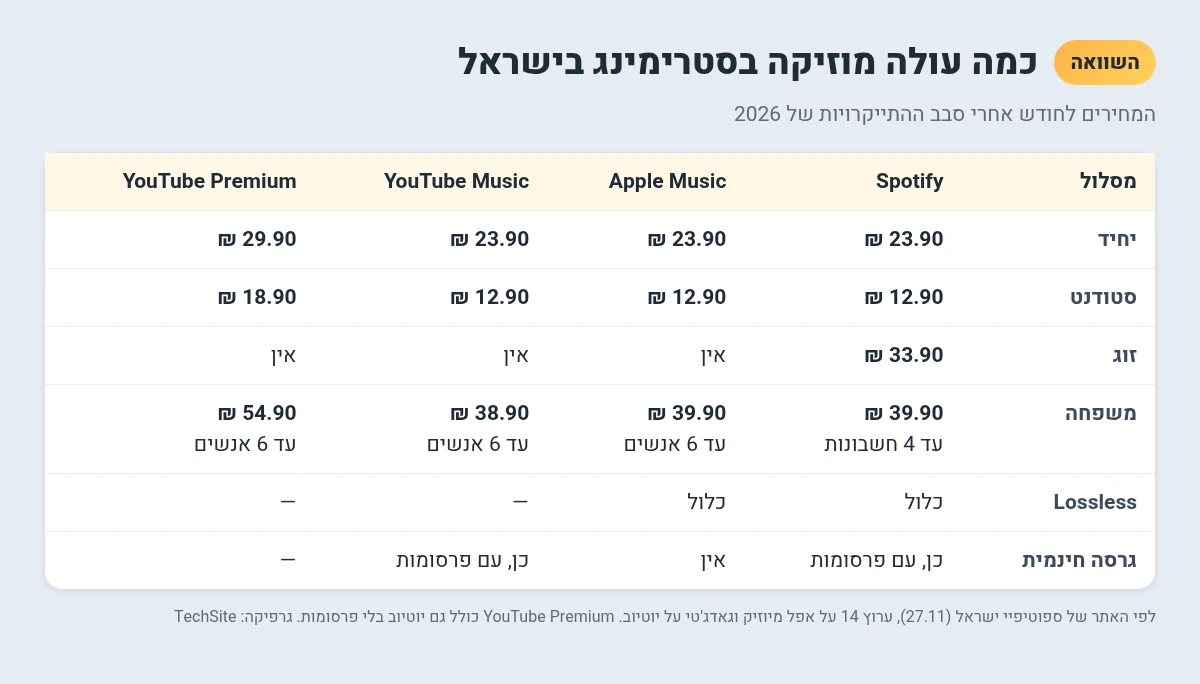 השוואה כמה עולה מוזיקה בסטרימינג בישראל
המחירים לחודש אחרי סבב ההתייקרויות של 2026
מסלול Spotify Apple Music YouTube Music YouTube Premium
יחיד 23.90 ₪ 23.90 ₪ 23.90 ₪ 29.90 ₪
סטודנט 12.90 ₪ 12.90 ₪ 12.90 ₪ 18.90 ₪
זוג 33.90 ₪ אין אין אין
משפחה 39.90 ₪ 39.90 ₪ 38.90 ₪ 54.90 ₪
עד 4 חשבונות עד 6 אנשים עד 6 אנשים עד 6 אנשים
Lossless כלול כלול — —
גרסה חינמית כן, עם פרסומות אין כן, עם פרסומות —
לפי האתר של ספוטיפיי ישראל (27.11), ערוץ 14 על אפל מיוזיק וגאדג'טי על יוטיוב. YouTube Premium כולל גם יוטיוב בלי פרסומות. גרפיקה: TechSite